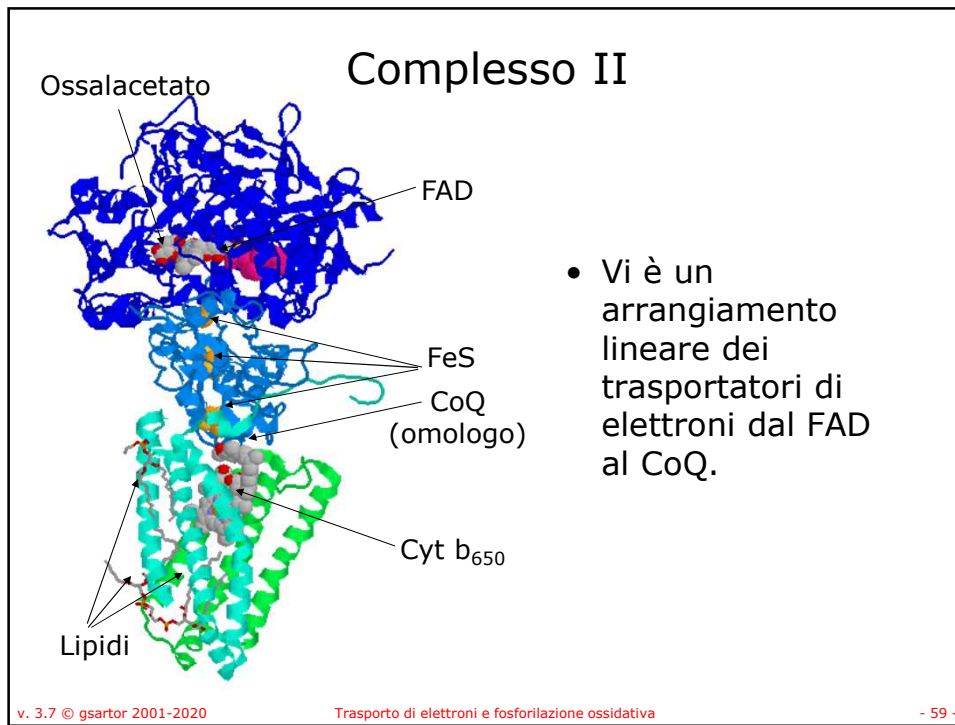 Complesso II
Ossalacetato
FAD
FeS
CoQ
(omologo)
Cyt b650
Lipidi
• Vi è un
arrangiamento
lineare dei
trasportatori di
elettroni dal FAD
al CoQ.
v. 3.7 © gsartor 2001-2020 Trasporto di elettroni e fosforilazione ossidativa - 59 -